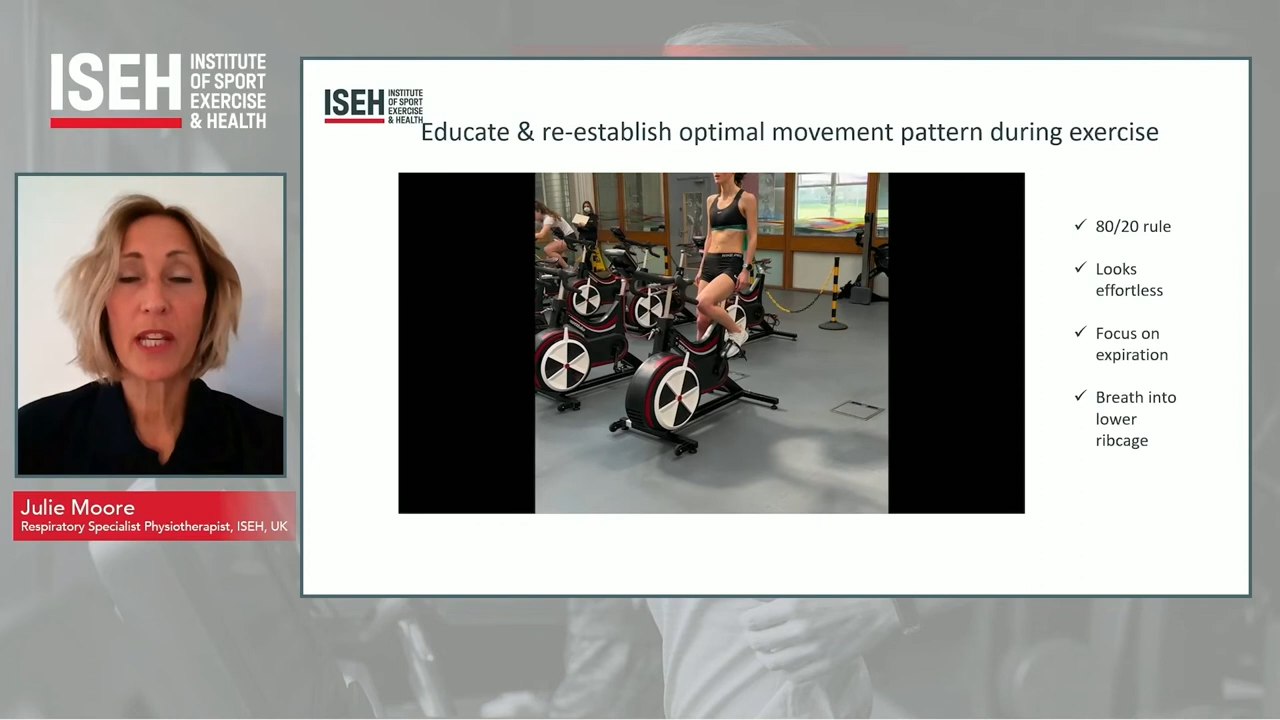 ISEH INSTITUTE
OF SPORT
EXERCISE
& HEALTH
Julie Moore
Respiratory Specialist Physiotherapist, ISEH, UK
ISEH INSTITUTE
OF SPORT
EXERCISE
& HEALTH
Educate & re-establish optimal movement pattern during exercise
✓ 80/20 rule
✓ Looks
effortless
✓ Focus on
expiration
✓ Breath into
lower
ribcage